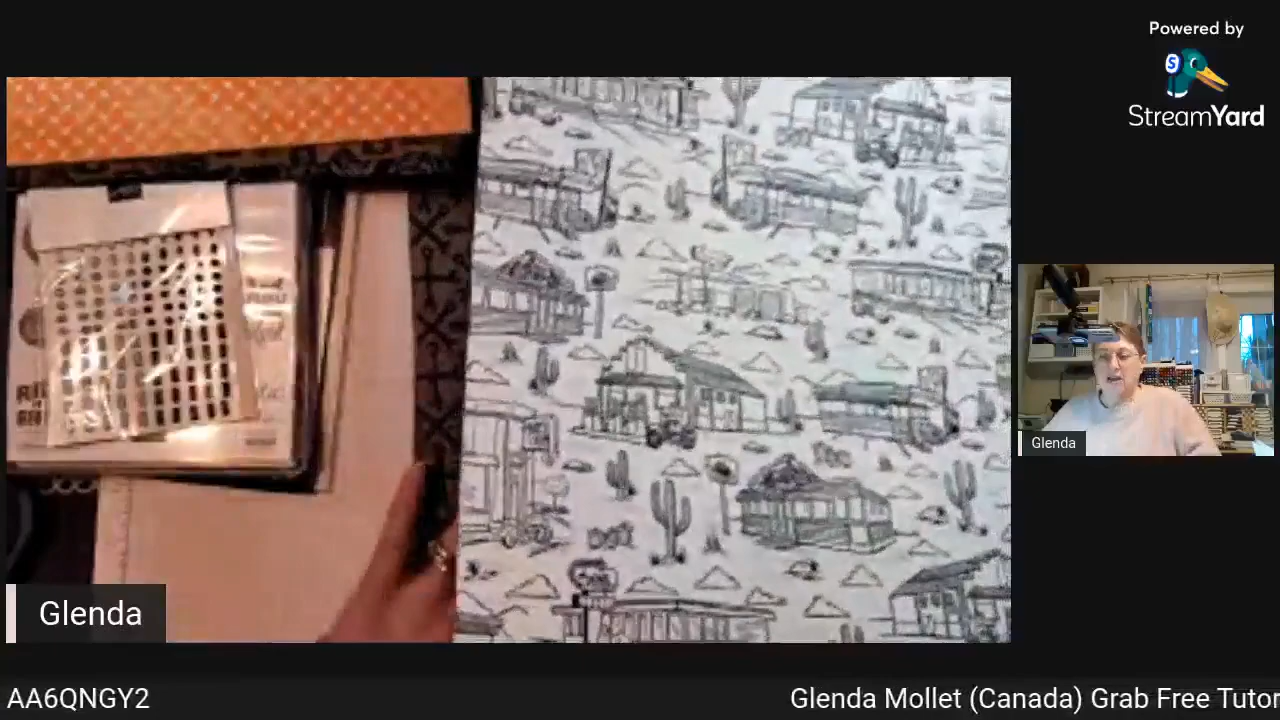 Powered by
StreamYard
Glenda
Glenda
AA6QNGY2
Glenda Mollet (Canada) Grab Free Tutor